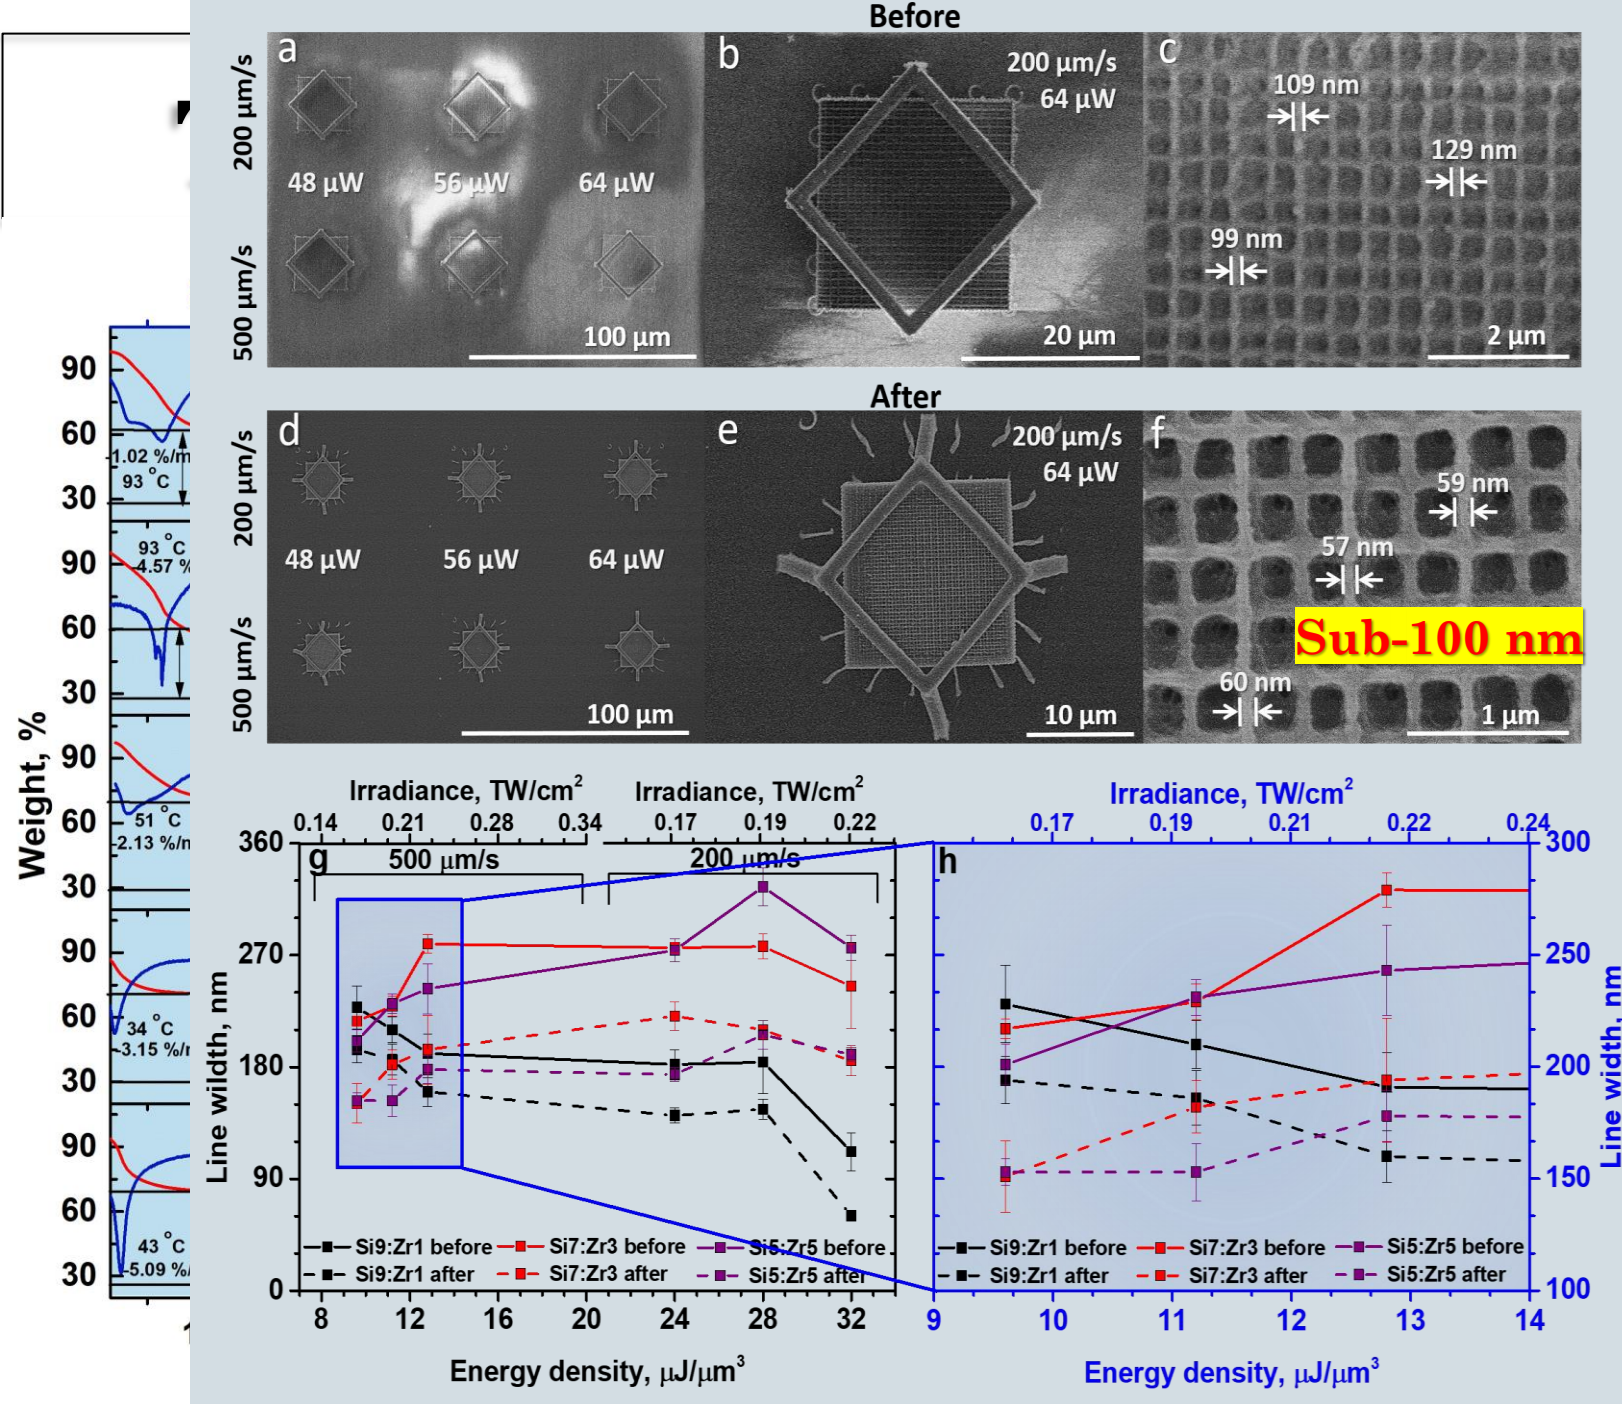 Before
a
200 µm/s
48 µW
56 µW
64 µW
500 µm/s
100 µm
b
200 µm/s
64 µW
20 µm
c
109 nm
129 nm
99 nm
2 µm
After
d
200 µm/s
48 µW
56 µW
64 µW
500 µm/s
100 µm
e
200 µm/s
64 µW
10 µm
f
59 nm
57 nm
Sub-100 nm
60 nm
1 µm
Weight, %
90
60
30
1.02 %/m
93 °C
90
60
30
93 °C
-4.57 %
90
60
30
51 °C
-2.13 %/
90
60
30
34 °C
-3.15 %/
90
60
30
43 °C
-5.09 %/
Irradiance, TW/cm²
Irradiance, TW/cm²
0.14 0.21 0.28 0.34 0.17 0.19 0.22
g
500 µm/s
200 µm/s
Line width, nm
360
270
180
90
0
Si9:Zr1 before
Si7:Zr3 before
Si5:Zr5 before
Si9:Zr1 after
Si7:Zr3 after
Si5:Zr5 after
8 12 16 20 24 28 32
Energy density, µJ/µm³
Irradiance, TW/cm²
0.17 0.19 0.21 0.22 0.24
h
300
250
200
150
100
Line width, nm
Si9:Zr1 before
Si7:Zr3 before
Si5:Zr5 before
Si9:Zr1 after
Si7:Zr3 after
Si5:Zr5 after
9 10 11 12 13 14
Energy density, µJ/µm³